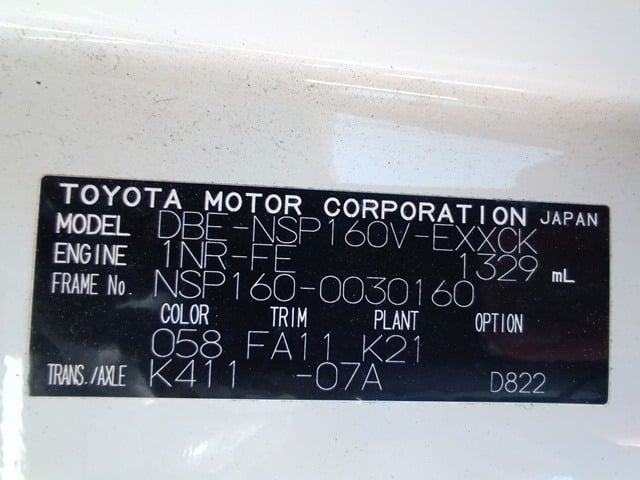 TOYOTA MOTOR CORPORATION JAPAN
MODEL DBE-NSP160V-EXXCK
ENGINE 1NR-FE 1329 mL
FRAME No. NSP160-0030160
COLOR TRIM PLANT OPTION
058 FA11 K21
TRANS./AXLE K411 -07A D822